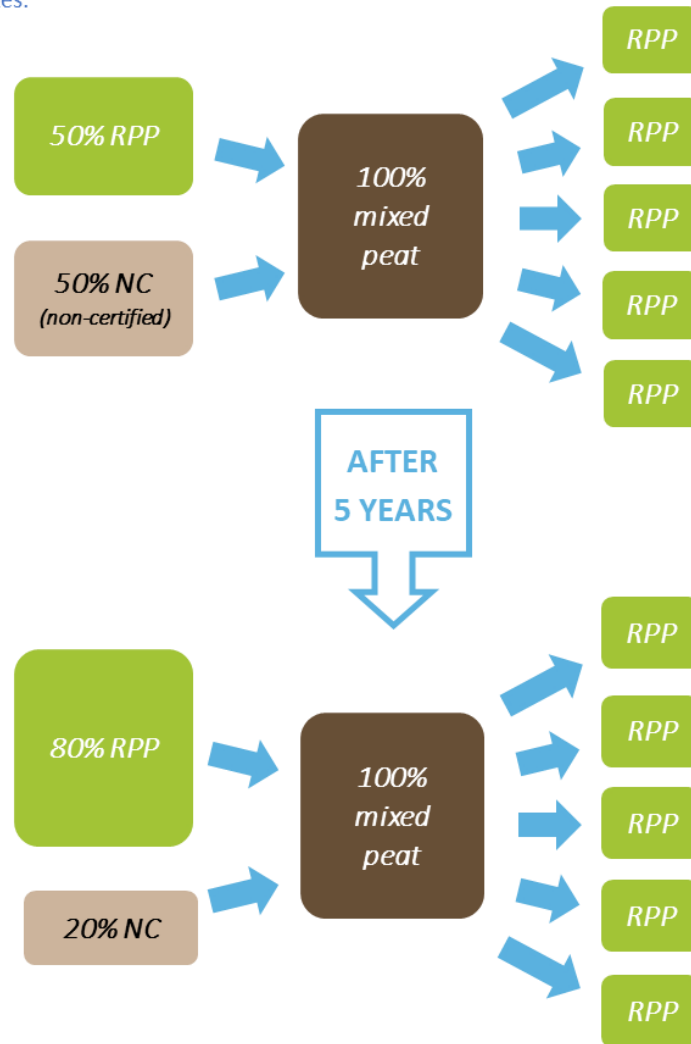 50% RPP
50% NC
(non-certified)
100%
mixed
peat
RPP
RPP
RPP
RPP
RPP
AFTER
5 YEARS
80% RPP
20% NC
100%
mixed
peat
RPP
RPP
RPP
RPP
RPP